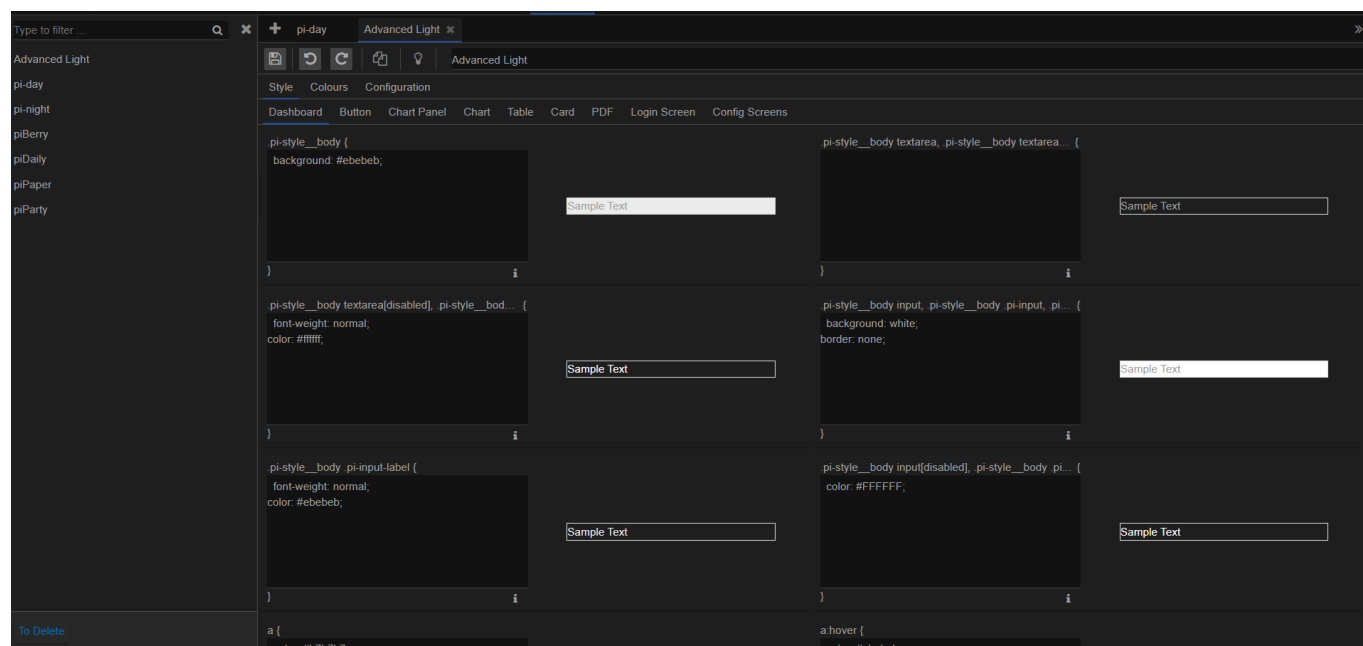 Type to filter ...
Advanced Light
pi-day
pi-night
piBerry
piDaily
piPaper
piParty
To Delete
pi-day Advanced Light
Advanced Light
Style Colours Configuration
Dashboard Button Chart Panel Chart Table Card PDF Login Screen Config Screens
.pi-style__body {
background: #ebebeb;
Sample Text
}
.pi-style__body textarea, .pi-style__body textarea... {
Sample Text
}
.pi-style__body textarea[disabled], .pi-style__bod... {
font-weight: normal;
color: #ffffff;
Sample Text
}
.pi-style__body input, .pi-style__body .pi-input, .pi... {
background: white;
border: none;
Sample Text
}
.pi-style__body .pi-input-label {
font-weight: normal;
color: #ebebeb;
Sample Text
}
.pi-style__body input[disabled], .pi-style__body .pi... {
color: #FFFFFF;
Sample Text
}
a {
a:hover {